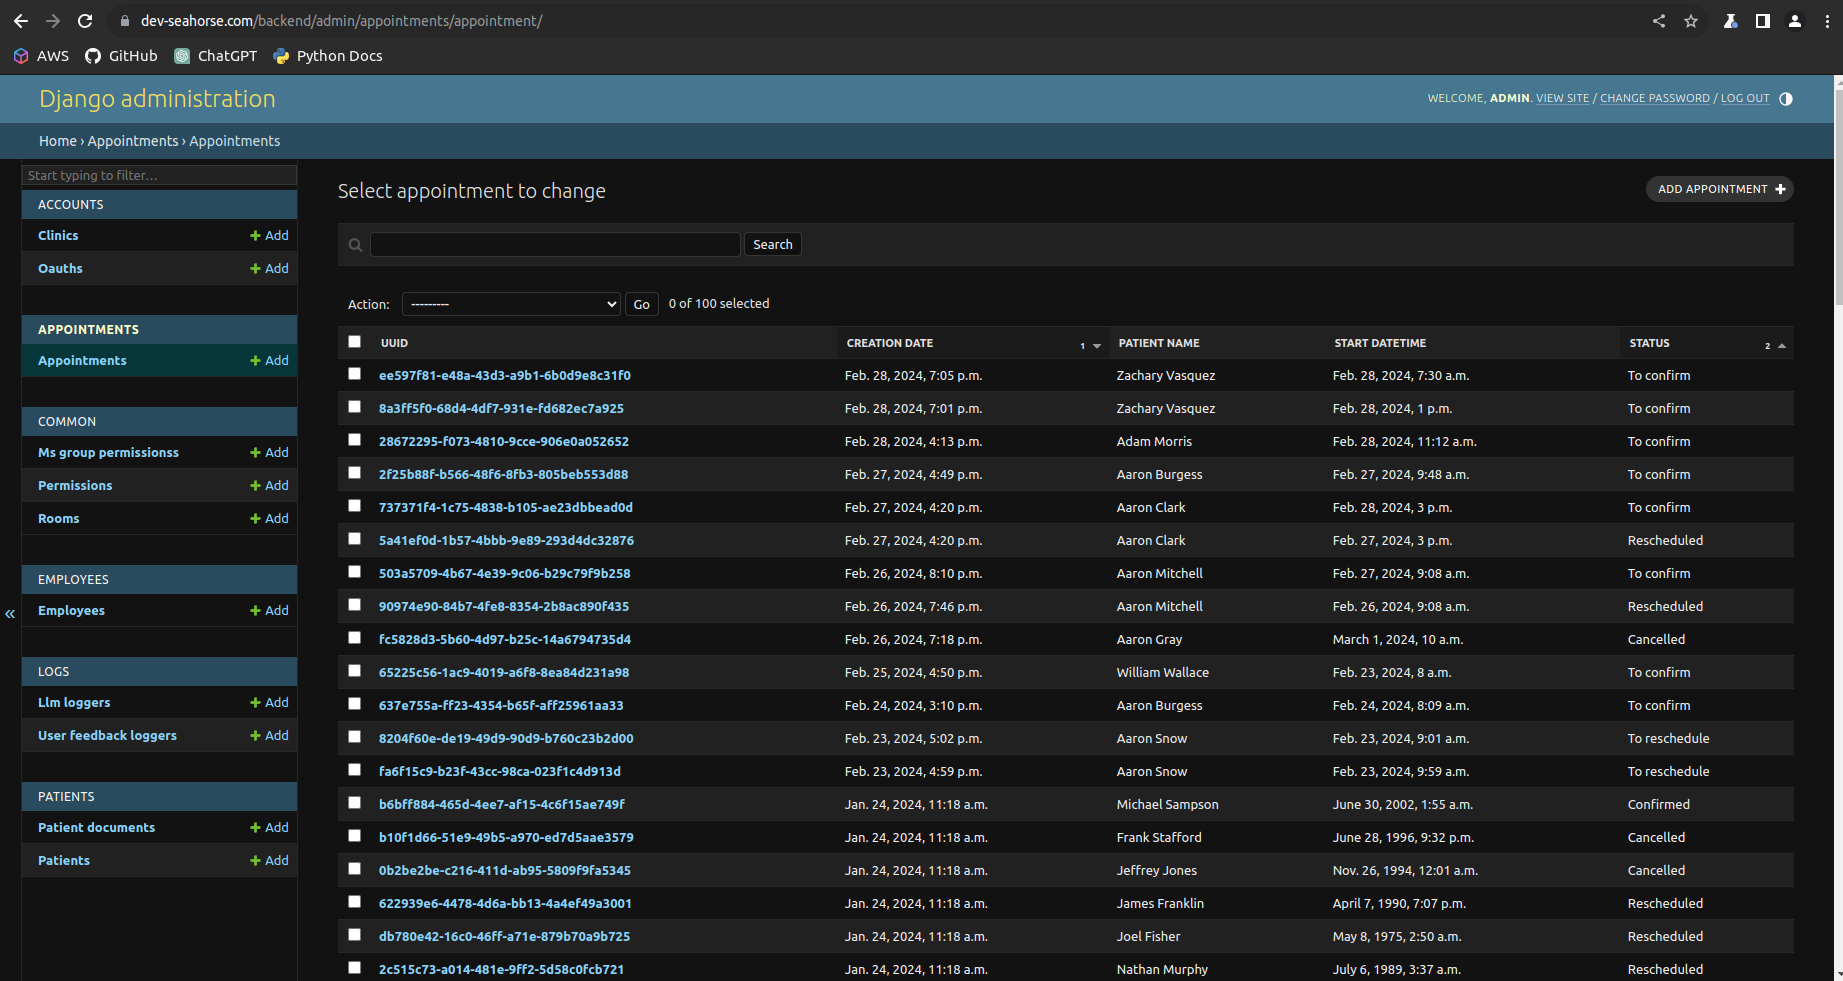 dev-seahorse.com/backend/admin/appointments/appointment/
AWS GitHub ChatGPT Python Docs
Django administration
WELCOME, ADMIN. VIEW SITE / CHANGE PASSWORD / LOG OUT
Home › Appointments › Appointments
Start typing to filter…
ACCOUNTS
Clinics + Add
Oauths + Add
APPOINTMENTS
Appointments + Add
COMMON
Ms group permissionss + Add
Permissions + Add
Rooms + Add
EMPLOYEES
Employees + Add
«
LOGS
Llm loggers + Add
User feedback loggers + Add
PATIENTS
Patient documents + Add
Patients + Add
Select appointment to change
ADD APPOINTMENT +
Search
Action: --------- Go 0 of 100 selected
UUID CREATION DATE 1 PATIENT NAME START DATETIME STATUS 2
ee597f81-e48a-43d3-a9b1-6b0d9e8c31f0 Feb. 28, 2024, 7:05 p.m. Zachary Vasquez Feb. 28, 2024, 7:30 a.m. To confirm
8a3ff5f0-68d4-4df7-931e-fd682ec7a925 Feb. 28, 2024, 7:01 p.m. Zachary Vasquez Feb. 28, 2024, 1 p.m. To confirm
28672295-f073-4810-9cce-906e0a052652 Feb. 28, 2024, 4:13 p.m. Adam Morris Feb. 28, 2024, 11:12 a.m. To confirm
2f25b88f-b566-48f6-8fb3-805beb553d88 Feb. 27, 2024, 4:49 p.m. Aaron Burgess Feb. 27, 2024, 9:48 a.m. To confirm
737371f4-1c75-4838-b105-ae23dbbead0d Feb. 27, 2024, 4:20 p.m. Aaron Clark Feb. 28, 2024, 3 p.m. To confirm
5a41ef0d-1b57-4bbb-9e89-293d4dc32876 Feb. 27, 2024, 4:20 p.m. Aaron Clark Feb. 27, 2024, 3 p.m. Rescheduled
503a5709-4b67-4e39-9c06-b29c79f9b258 Feb. 26, 2024, 8:10 p.m. Aaron Mitchell Feb. 27, 2024, 9:08 a.m. To confirm
90974e90-84b7-4fe8-8354-2b8ac890f435 Feb. 26, 2024, 7:46 p.m. Aaron Mitchell Feb. 26, 2024, 9:08 a.m. Rescheduled
fc5828d3-5b60-4d97-b25c-14a6794735d4 Feb. 26, 2024, 7:18 p.m. Aaron Gray March 1, 2024, 10 a.m. Cancelled
65225c56-1ac9-4019-a6f8-8ea84d231a98 Feb. 25, 2024, 4:50 p.m. William Wallace Feb. 23, 2024, 8 a.m. To confirm
637e755a-ff23-4354-b65f-aff25961aa33 Feb. 24, 2024, 3:10 p.m. Aaron Burgess Feb. 24, 2024, 8:09 a.m. To confirm
8204f60e-de19-49d9-90d9-b760c23b2d00 Feb. 23, 2024, 5:02 p.m. Aaron Snow Feb. 23, 2024, 9:01 a.m. To reschedule
fa6f15c9-b23f-43cc-98ca-023f1c4d913d Feb. 23, 2024, 4:59 p.m. Aaron Snow Feb. 23, 2024, 9:59 a.m. To reschedule
b6bff884-465d-4ee7-af15-4c6f15ae749f Jan. 24, 2024, 11:18 a.m. Michael Sampson June 30, 2002, 1:55 a.m. Confirmed
b10f1d66-51e9-49b5-a970-ed7d5aae3579 Jan. 24, 2024, 11:18 a.m. Frank Stafford June 28, 1996, 9:32 p.m. Cancelled
0b2be2be-c216-411d-ab95-5809f9fa5345 Jan. 24, 2024, 11:18 a.m. Jeffrey Jones Nov. 26, 1994, 12:01 a.m. Cancelled
622939e6-4478-4d6a-bb13-4a4ef49a3001 Jan. 24, 2024, 11:18 a.m. James Franklin April 7, 1990, 7:07 p.m. Rescheduled
db780e42-16c0-46ff-a71e-879b70a9b725 Jan. 24, 2024, 11:18 a.m. Joel Fisher May 8, 1975, 2:50 a.m. Rescheduled
2c515c73-a014-481e-9ff2-5d58c0fcb721 Jan. 24, 2024, 11:18 a.m. Nathan Murphy July 6, 1989, 3:37 a.m. Rescheduled